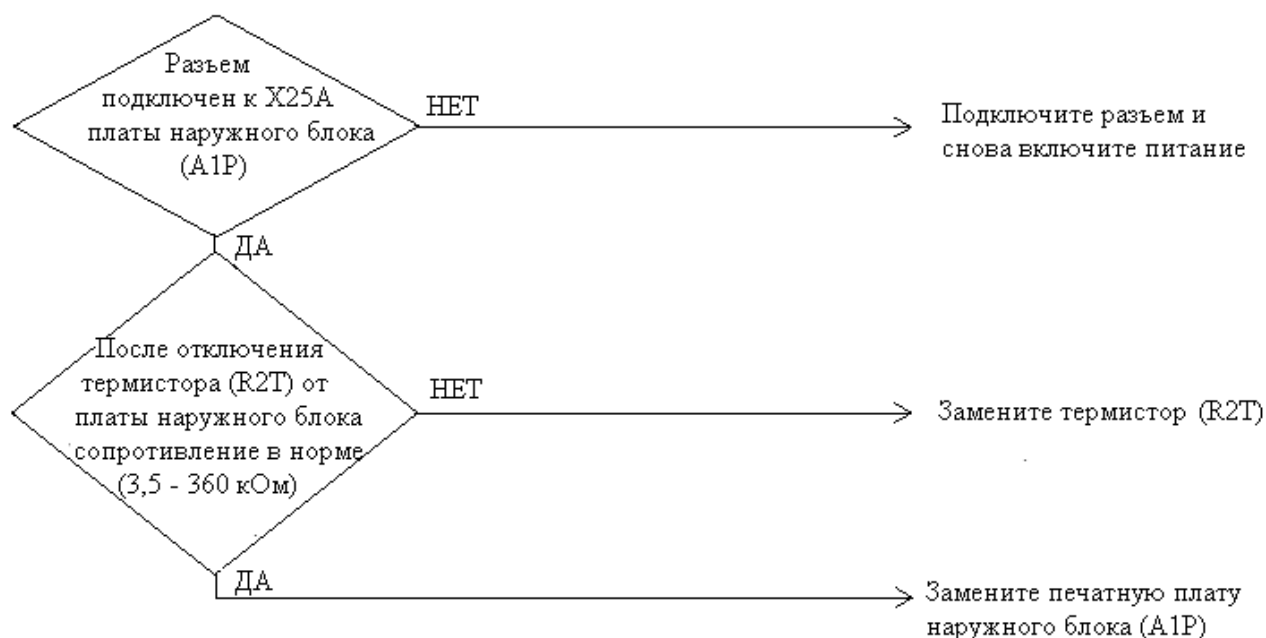 Разъем
подключен к X25A
платы наружного блока
(A1P)
НЕТ
Подключите разъем и
снова включите питание
ДА
После отключения
термистора (R2T) от
платы наружного блока
сопротивление в норме
(3,5 - 360 кОм)
НЕТ
Замените термистор (R2T)
ДА
Замените печатную плату
наружного блока (A1P)